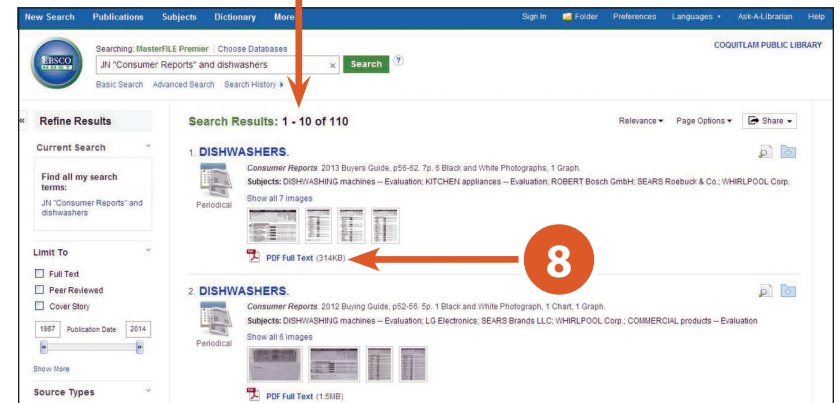 New Search Publications Subjects Dictionary More Sign In Folder Preferences Languages Ask-A-Librarian Help
EBSCO HOST
Searching: MasterFILE Premier | Choose Databases
COQUITLAM PUBLIC LIBRARY
JN "Consumer Reports" and dishwashers x Search ?
Basic Search Advanced Search Search History
« Refine Results
Search Results: 1 - 10 of 110
Relevance Page Options Share
Current Search
Find all my search terms:
JN "Consumer Reports" and dishwashers
Limit To
Full Text
Peer Reviewed
Cover Story
1987 Publication Date 2014
Show More
Source Types
1. DISHWASHERS.
Consumer Reports. 2013 Buyers Guide, p56-62. 7p. 6 Black and White Photographs, 1 Graph.
Subjects: DISHWASHING machines -- Evaluation; KITCHEN appliances -- Evaluation; ROBERT Bosch GmbH; SEARS Roebuck & Co.; WHIRLPOOL Corp.
Periodical
Show all 7 images
PDF Full Text (314KB)
8
2. DISHWASHERS.
Consumer Reports. 2012 Buying Guide, p52-56. 5p. 1 Black and White Photograph, 1 Chart, 1 Graph.
Subjects: DISHWASHING machines -- Evaluation; LG Electronics; SEARS Brands LLC; WHIRLPOOL Corp.; COMMERCIAL products -- Evaluation
Periodical
Show all 6 images
PDF Full Text (1.5MB)